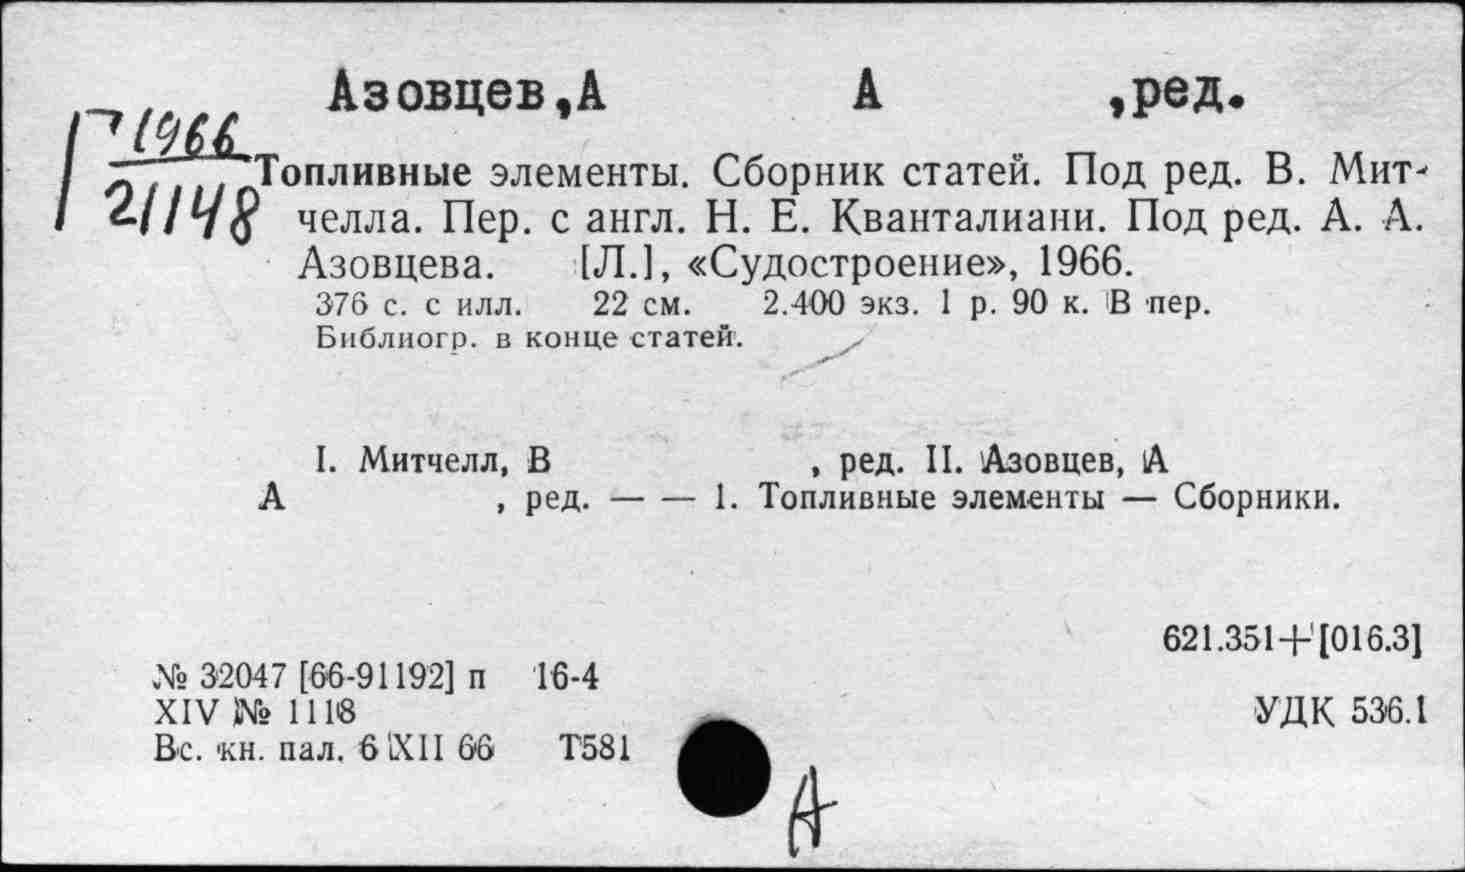 Азовцев,А А ,ред.
Г 1966
21148
Топливные элементы. Сборник статей. Под ред. В. Мит-
челла. Пер. с англ. Н. Е. Кванталиани. Под ред. А. А.
Азовцева. [Л.], «Судостроение», 1966.
376 с. с илл. 22 см. 2.400 экз. 1 р. 90 к. В пер.
Библиогр. в конце статей.
I. Митчелл, В , ред. II. Азовцев, А
А , ред. — — 1. Топливные элементы — Сборники.
621.351+[016.3]
№ 32047 [66-91192] п 16-4
XIV № 1118
УДК 536.1
Вс. кн. пал. 6 XII 66 Т581
А